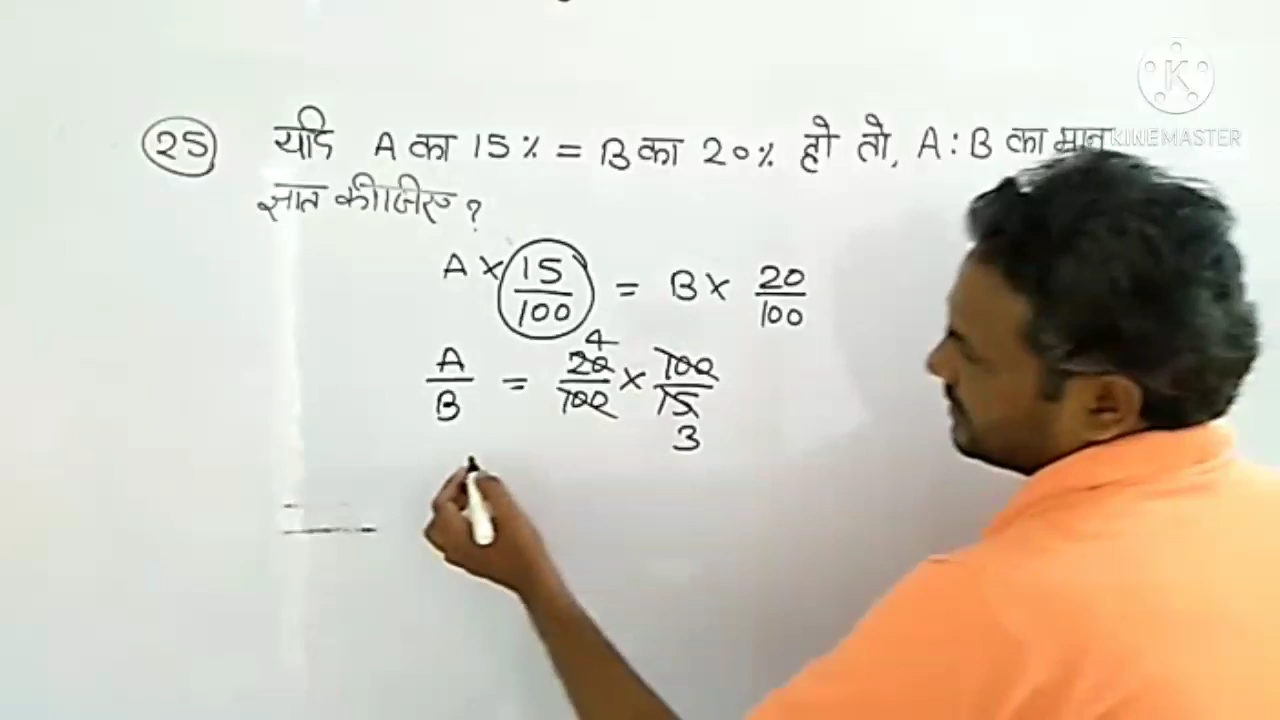 25 यदि A का 15% = B का 20% हो तो, A : B का मान
ज्ञात कीजिए ?
A × 15/100 = B × 20/100
A/B = 20/100 × 100/15
4
3
K
KINEMASTER